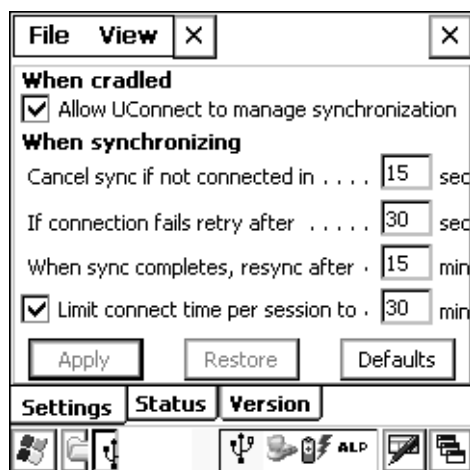 File View ×
×
When cradled
Allow UConnect to manage synchronization
When synchronizing
Cancel sync if not connected in . . . . 15 sec
If connection fails retry after . . . . . 30 sec
When sync completes, resync after . 15 min
Limit connect time per session to . 30 min
Apply Restore Defaults
Settings Status Version
ALP